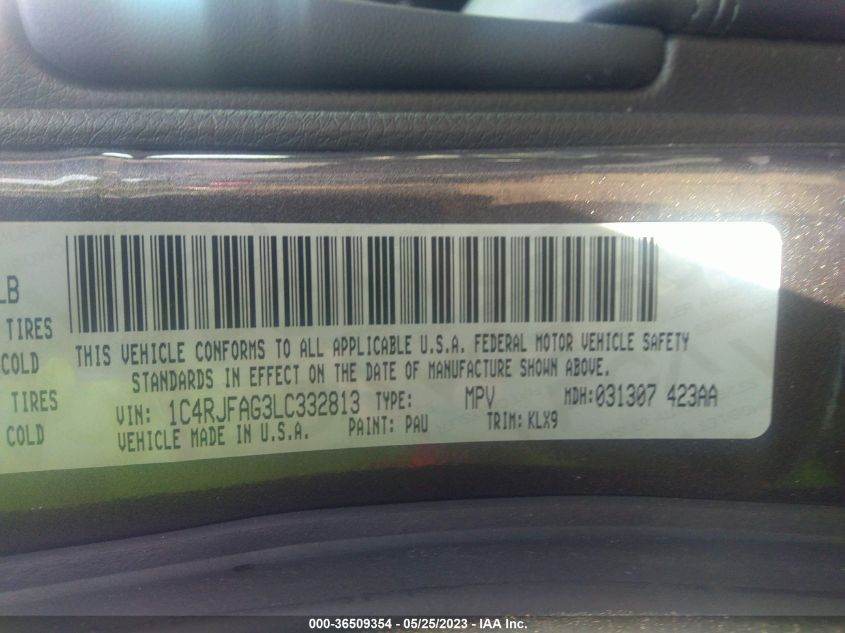 LB
TIRES
COLD
TIRES
COLD
THIS VEHICLE CONFORMS TO ALL APPLICABLE U.S.A. FEDERAL MOTOR VEHICLE SAFETY
STANDARDS IN EFFECT ON THE DATE OF MANUFACTURE SHOWN ABOVE.
VIN: 1C4RJFAG3LC332813 TYPE: MPV MDH:031307 423AA
VEHICLE MADE IN U.S.A. PAINT: PAU TRIM: KLX9
000-36509354 - 05/25/2023 - IAA Inc.